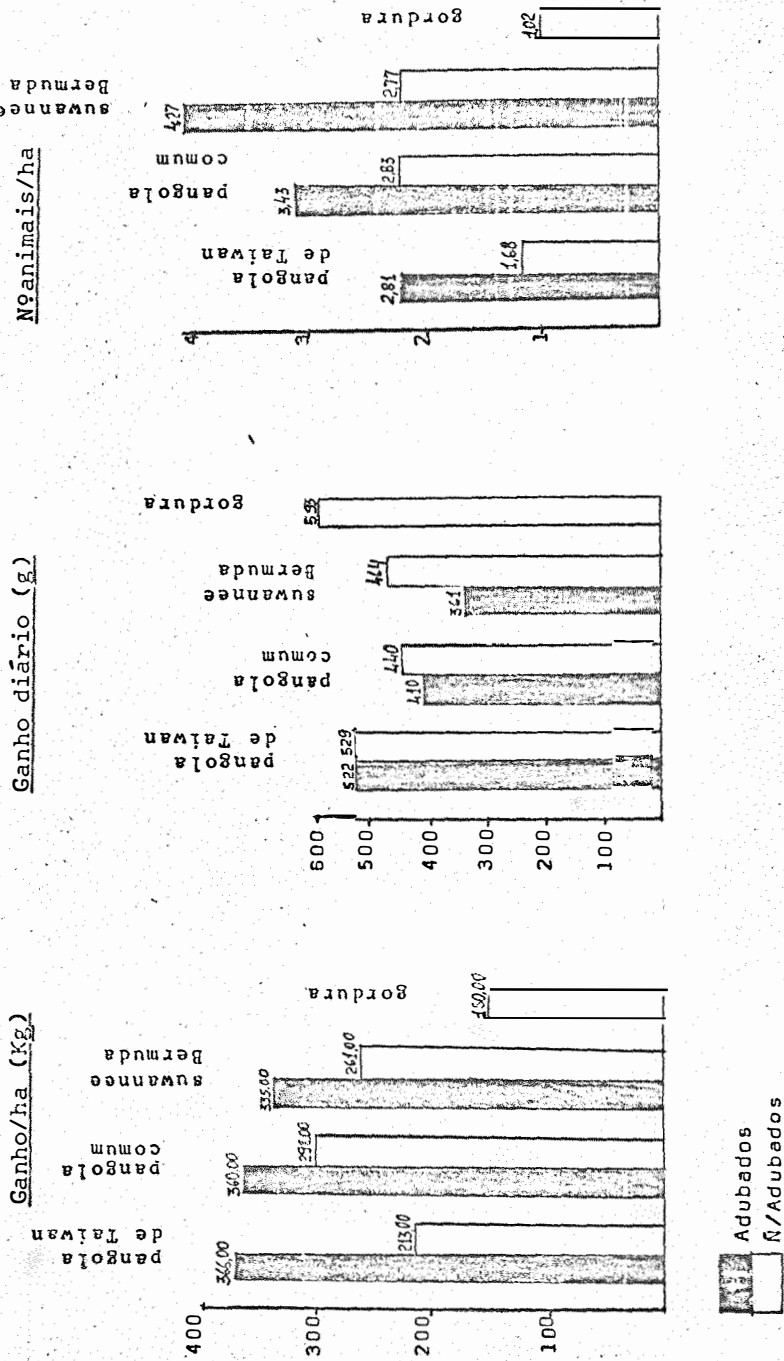 Ganho/ha (Kg)
400
300
200
100
366,00
213,00
pangola
de Taiwan
360,00
pangola
comum
335.00
261,00
suwannee
Bermuda
150,00
gordura
Ganho diário (g)
600
500
400
300
200
100
522
529
pangola
de Taiwan
410
440
pangola
comum
361
464
suwannee
Bermuda
gordura
Nº animais/ha
4
3
2
1
2,81
1,68
pangola
de Taiwan
3,43
2,83
pangola
comum
4,27
2,77
suwannee
Bermuda
1,02
gordura
Adubados
Ñ/Adubados